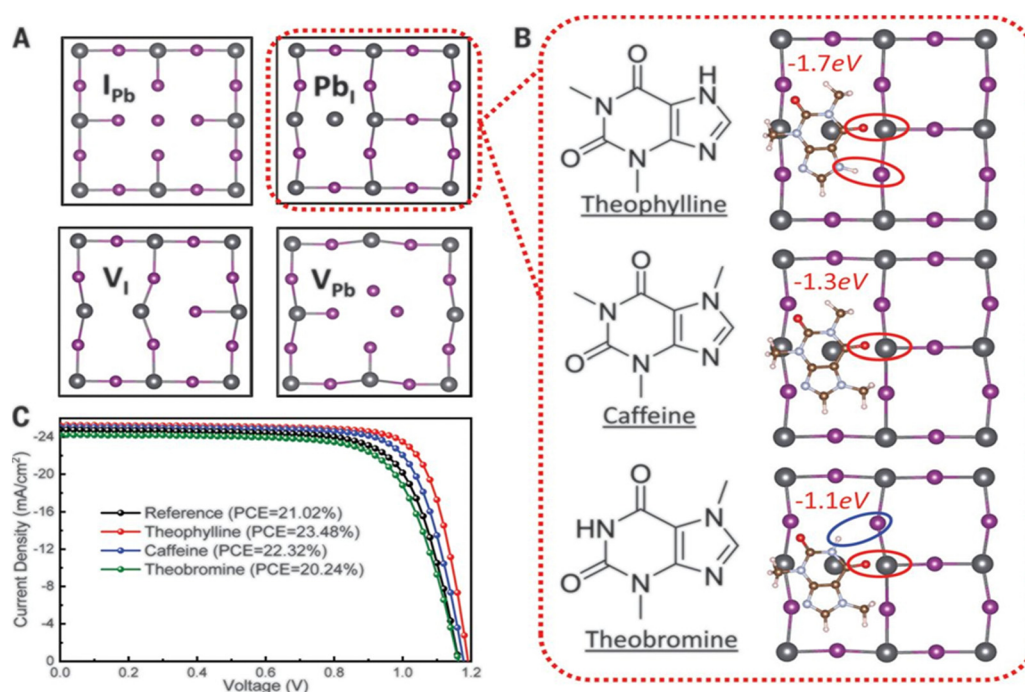 A
I_Pb
Pb_I
V_I
V_Pb
B
O
H
N
N
O
N
N
Theophylline
-1.7eV
O
N
N
O
N
N
Caffeine
-1.3eV
O
HN
N
O
N
N
Theobromine
-1.1eV
C
Current Density (mA/cm²)
-24
-20
-16
-12
-8
-4
0
Reference (PCE=21.02%)
Theophylline (PCE=23.48%)
Caffeine (PCE=22.32%)
Theobromine (PCE=20.24%)
0.0 0.2 0.4 0.6 0.8 1.0 1.2
Voltage (V)